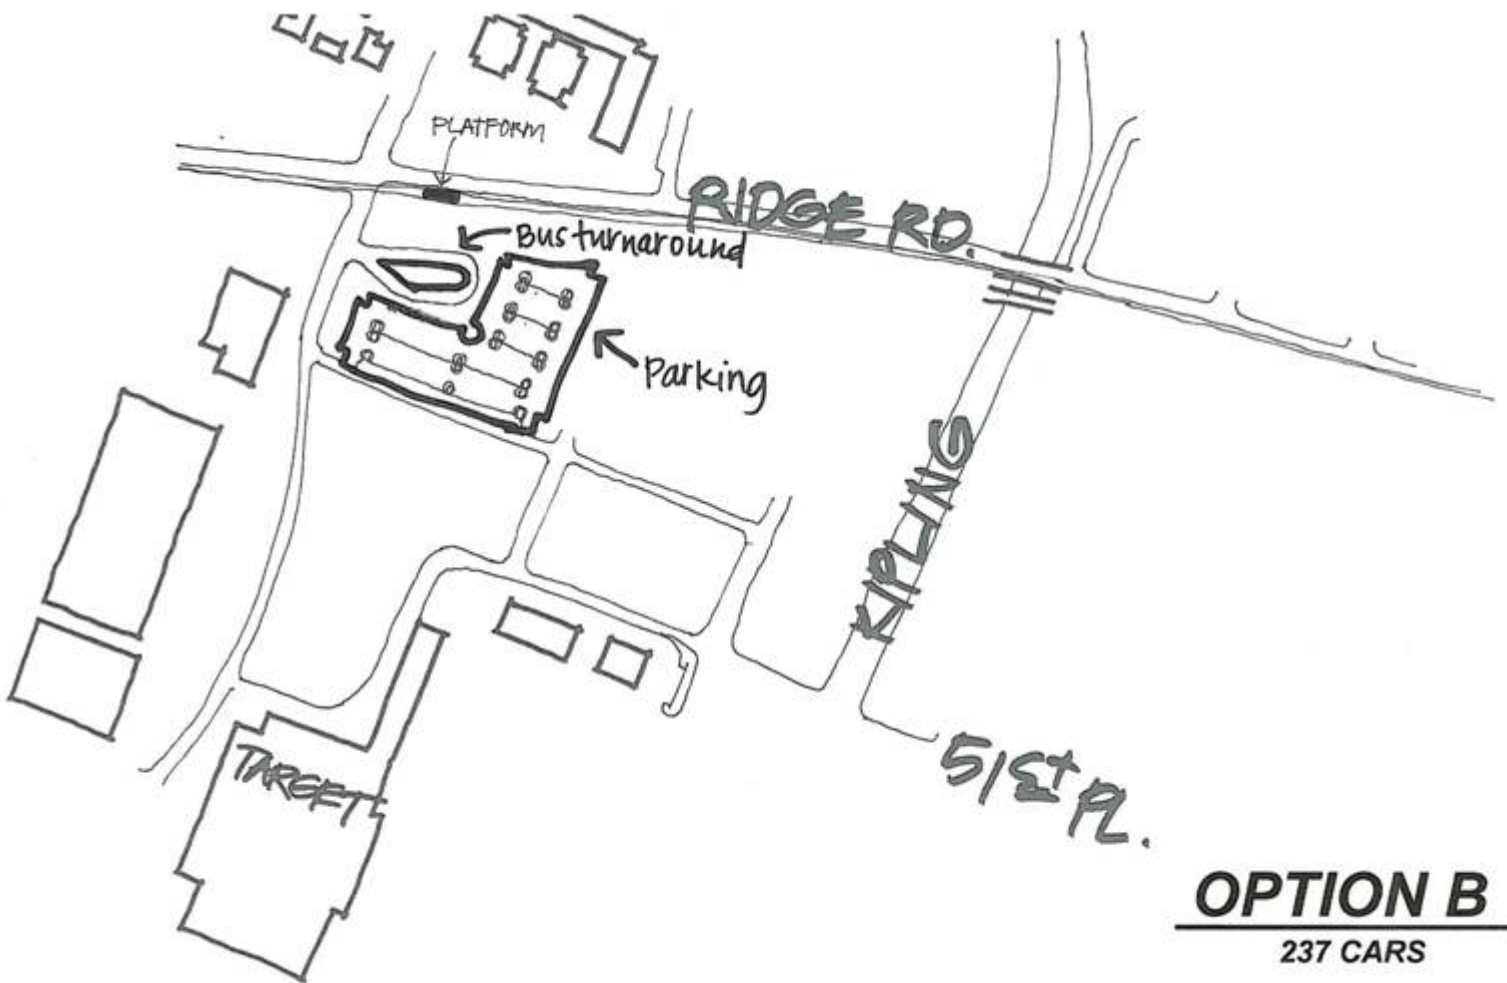 PLATFORM
RIDGE RD.
Bus turnaround
Parking
KIPLING
TARGET
51st PL.
OPTION B
237 CARS